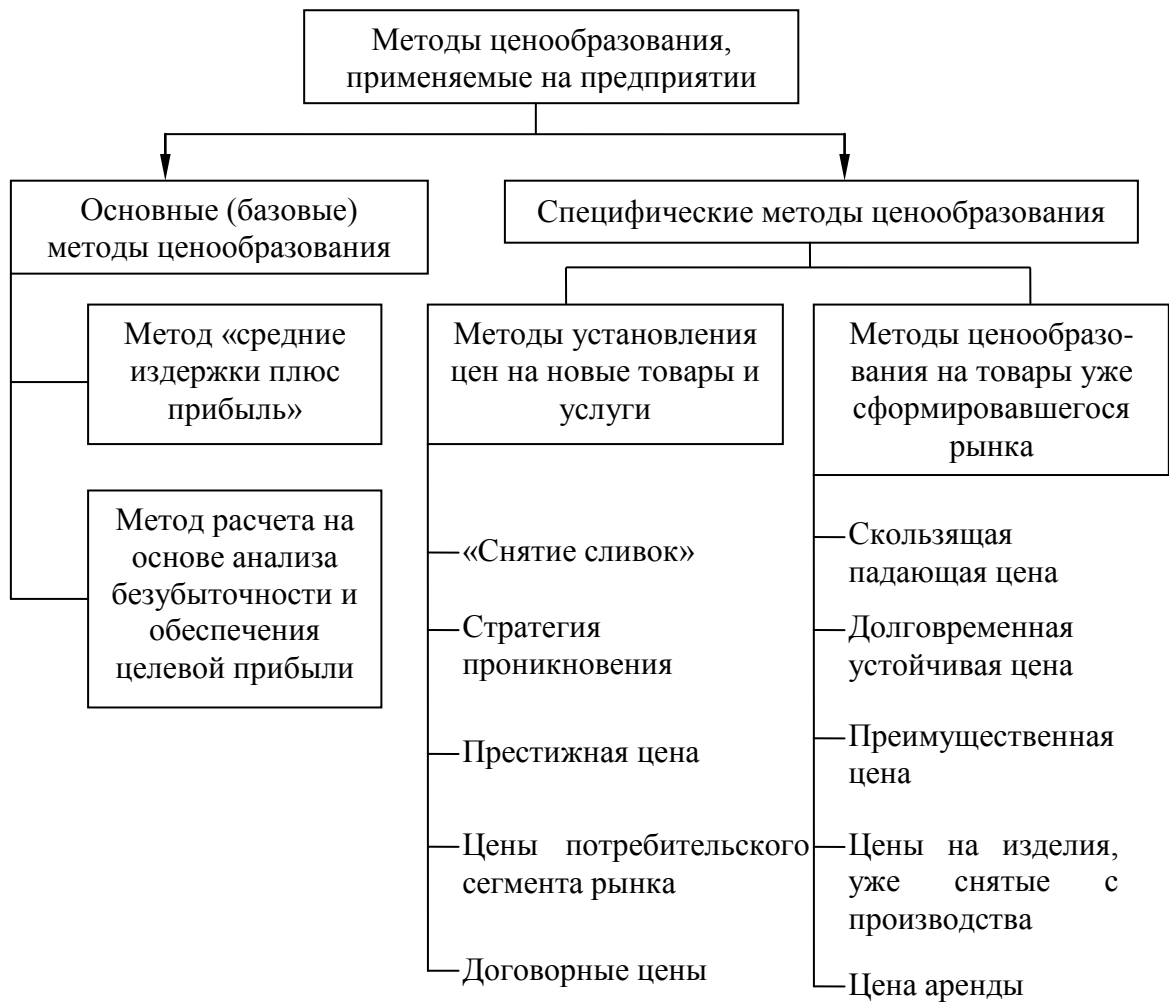 Методы ценообразования,
применяемые на предприятии
Основные (базовые)
методы ценообразования
Специфические методы ценообразования
Метод «средние
издержки плюс
прибыль»
Метод расчета на
основе анализа
безубыточности и
обеспечения
целевой прибыли
Методы установления
цен на новые товары и
услуги
«Снятие сливок»
Стратегия
проникновения
Престижная цена
Цены потребительского
сегмента рынка
Договорные цены
Методы ценообразо-
вания на товары уже
сформировавшегося
рынка
Скользящая
падающая цена
Долговременная
устойчивая цена
Преимущественная
цена
Цены на изделия,
уже снятые с
производства
Цена аренды